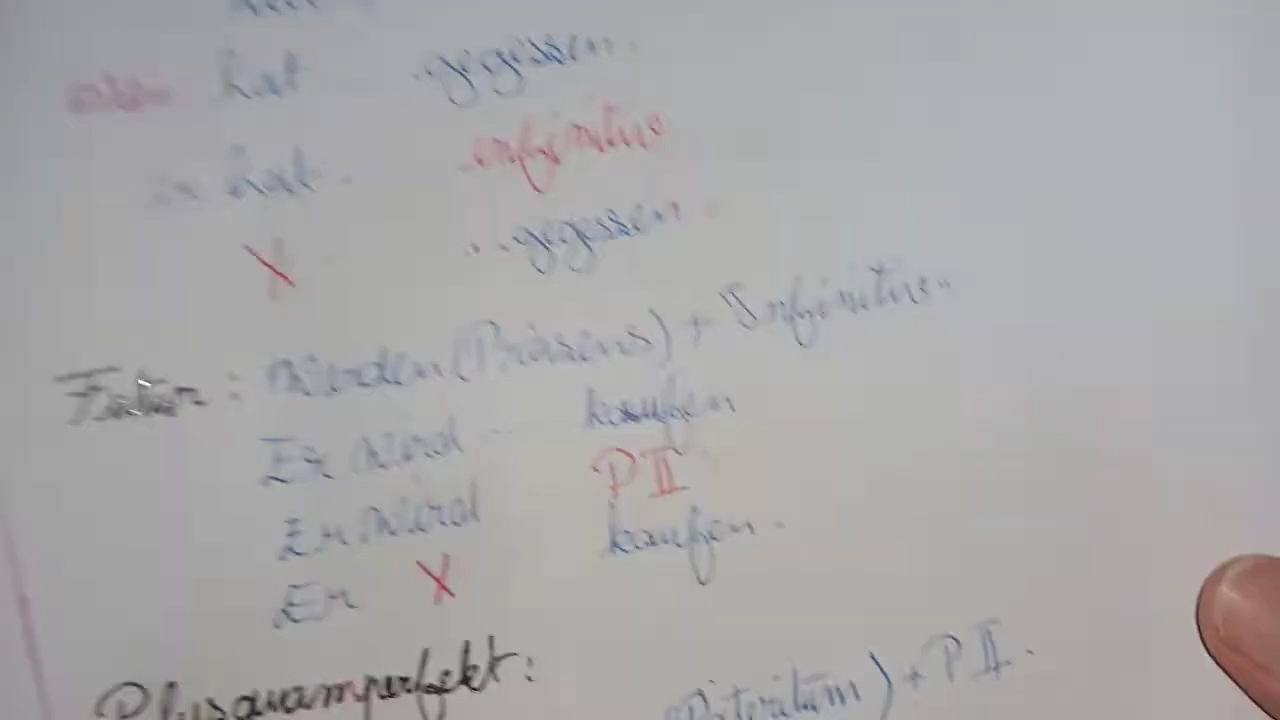 hat ..gegessen.
hat. infinitiv
X ...gegessen.
Futur: Werden (Präsens) + Infinitiv..
Er wird ... kaufen
Er wird P II
Er X kaufen.
Plusquamperfekt:
Präteritum) + P II.